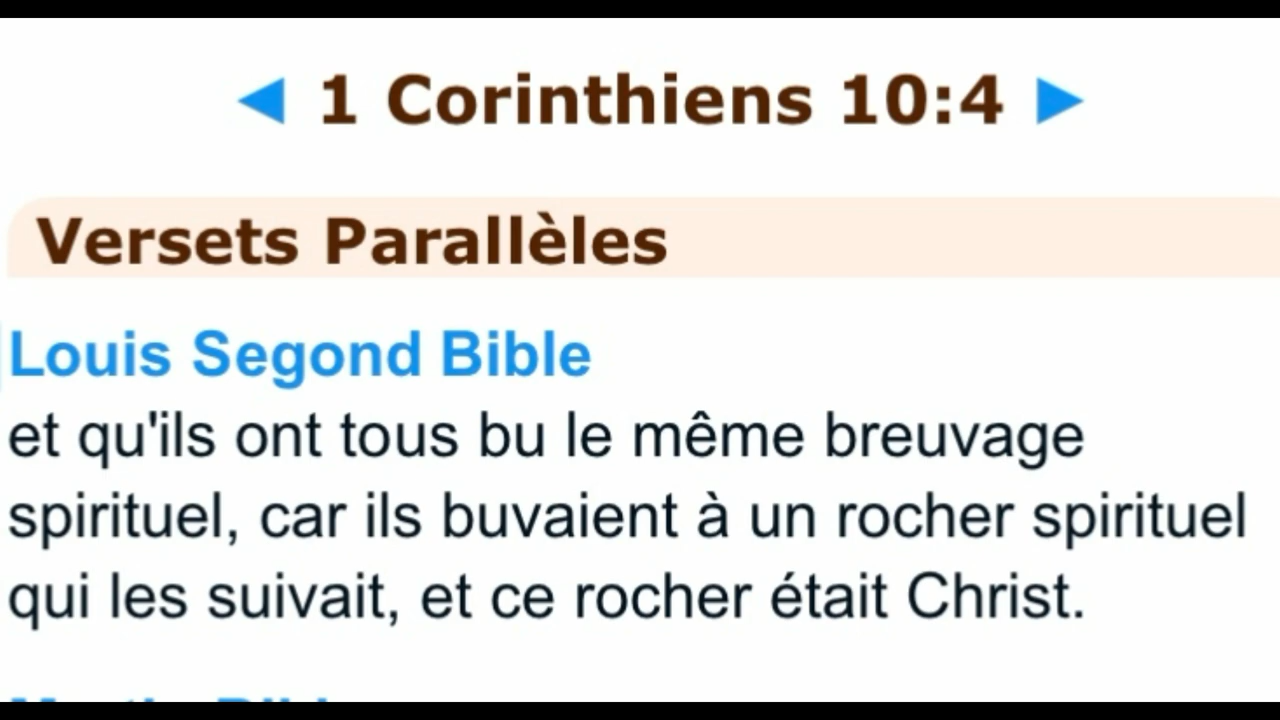 1 Corinthiens 10:4
Versets Parallèles
Louis Segond Bible
et qu'ils ont tous bu le même breuvage
spirituel, car ils buvaient à un rocher spirituel
qui les suivait, et ce rocher était Christ.